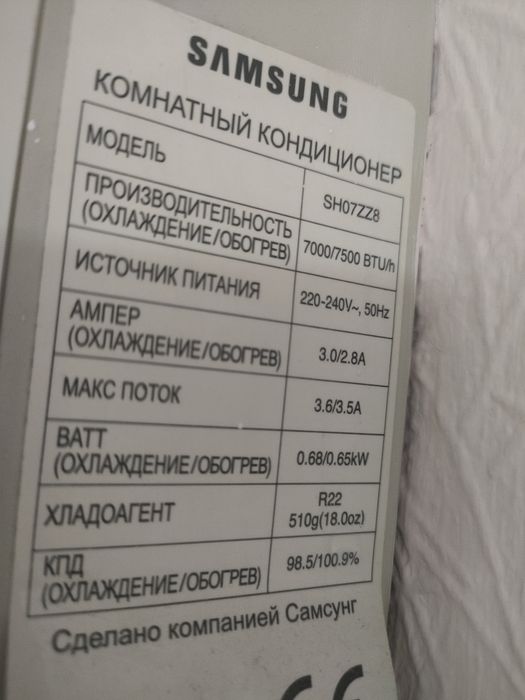 SAMSUNG
КОМНАТНЫЙ КОНДИЦИОНЕР
МОДЕЛЬ SH07ZZ8
ПРОИЗВОДИТЕЛЬНОСТЬ
(ОХЛАЖДЕНИЕ/ОБОГРЕВ) 7000/7500 BTU/h
ИСТОЧНИК ПИТАНИЯ 220-240V~, 50Hz
АМПЕР
(ОХЛАЖДЕНИЕ/ОБОГРЕВ) 3.0/2.8A
МАКС ПОТОК 3.6/3.5A
ВАТТ
(ОХЛАЖДЕНИЕ/ОБОГРЕВ) 0.68/0.65kW
ХЛАДОАГЕНТ R22
510g(18.0oz)
КПД
(ОХЛАЖДЕНИЕ/ОБОГРЕВ) 98.5/100.9%
Сделано компанией Самсунг
CE